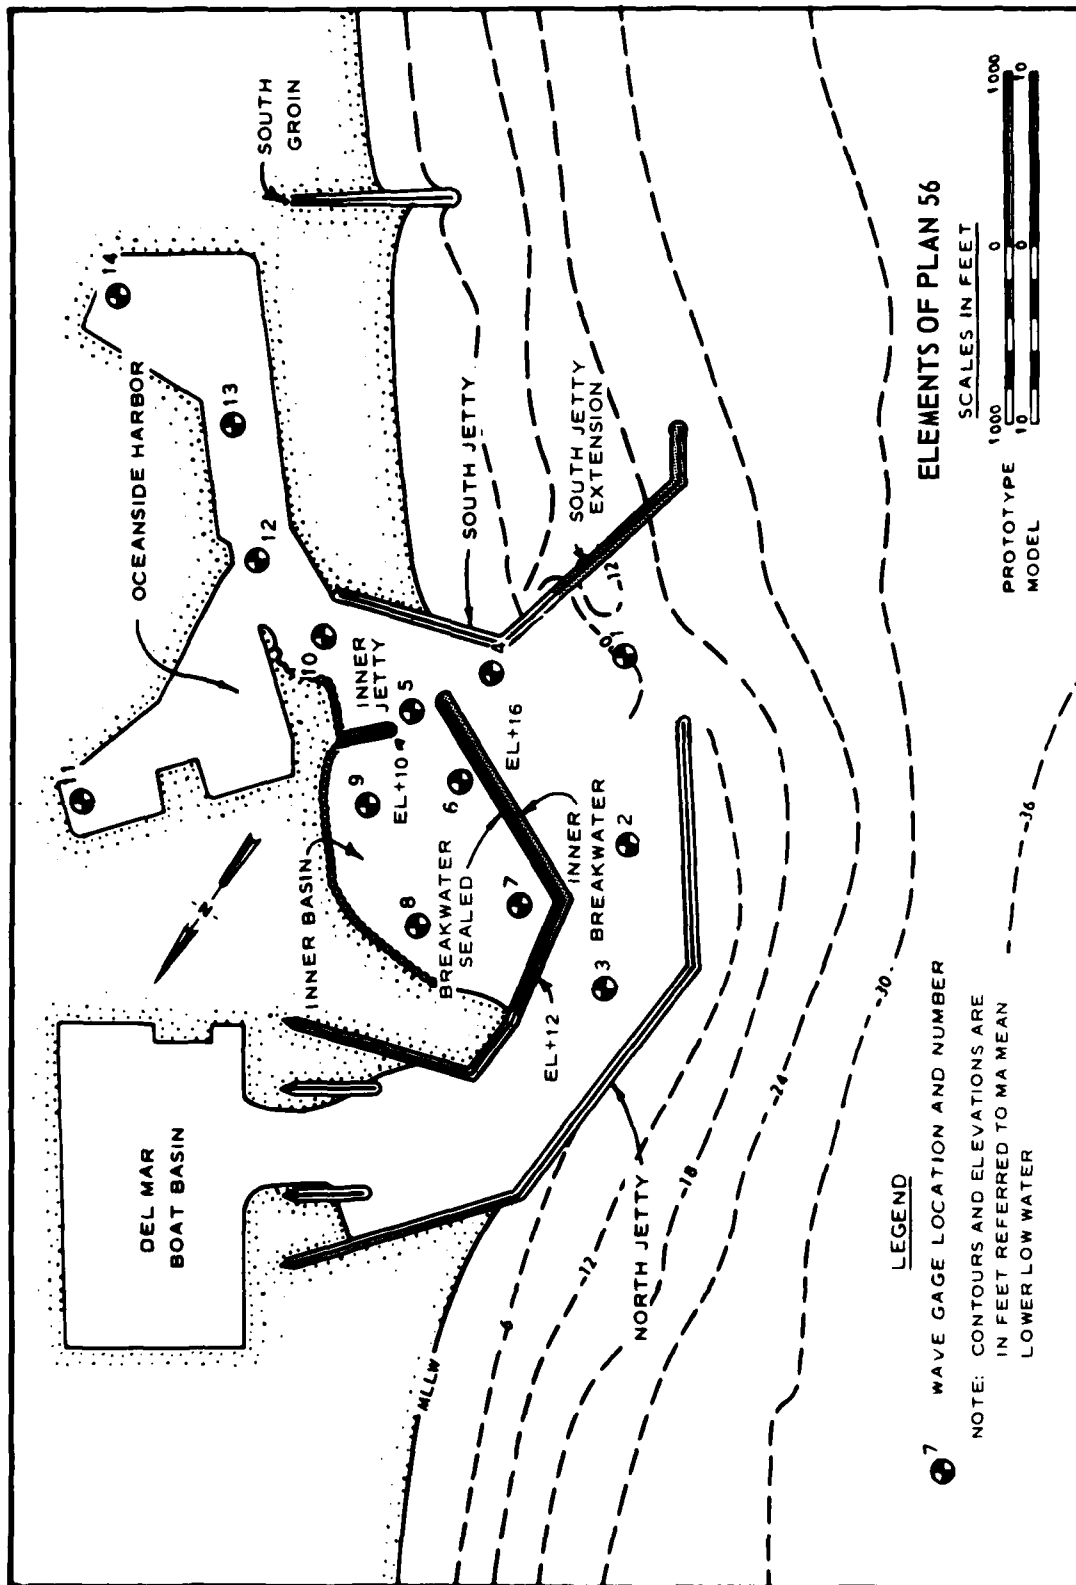 DEL MAR
BOAT BASIN
INNER BASIN
BREAKWATER
SEALED
11
OCEANSIDE HARBOR
12
13
14
SOUTH
GROIN
10
INNER
JETTY
5
EL+10
9
8
6
7
4
EL+16
INNER
BREAKWATER
EL+12
3
2
1
SOUTH JETTY
SOUTH JETTY
EXTENSION
-12
NORTH JETTY
MLLW
-6
-12
-18
-24
-30
-36
LEGEND
7
WAVE GAGE LOCATION AND NUMBER
NOTE: CONTOURS AND ELEVATIONS ARE
IN FEET REFERRED TO MA MEAN
LOWER LOW WATER
ELEMENTS OF PLAN 56
SCALES IN FEET
PROTOTYPE
1000 0 1000
MODEL
10 0 10
N